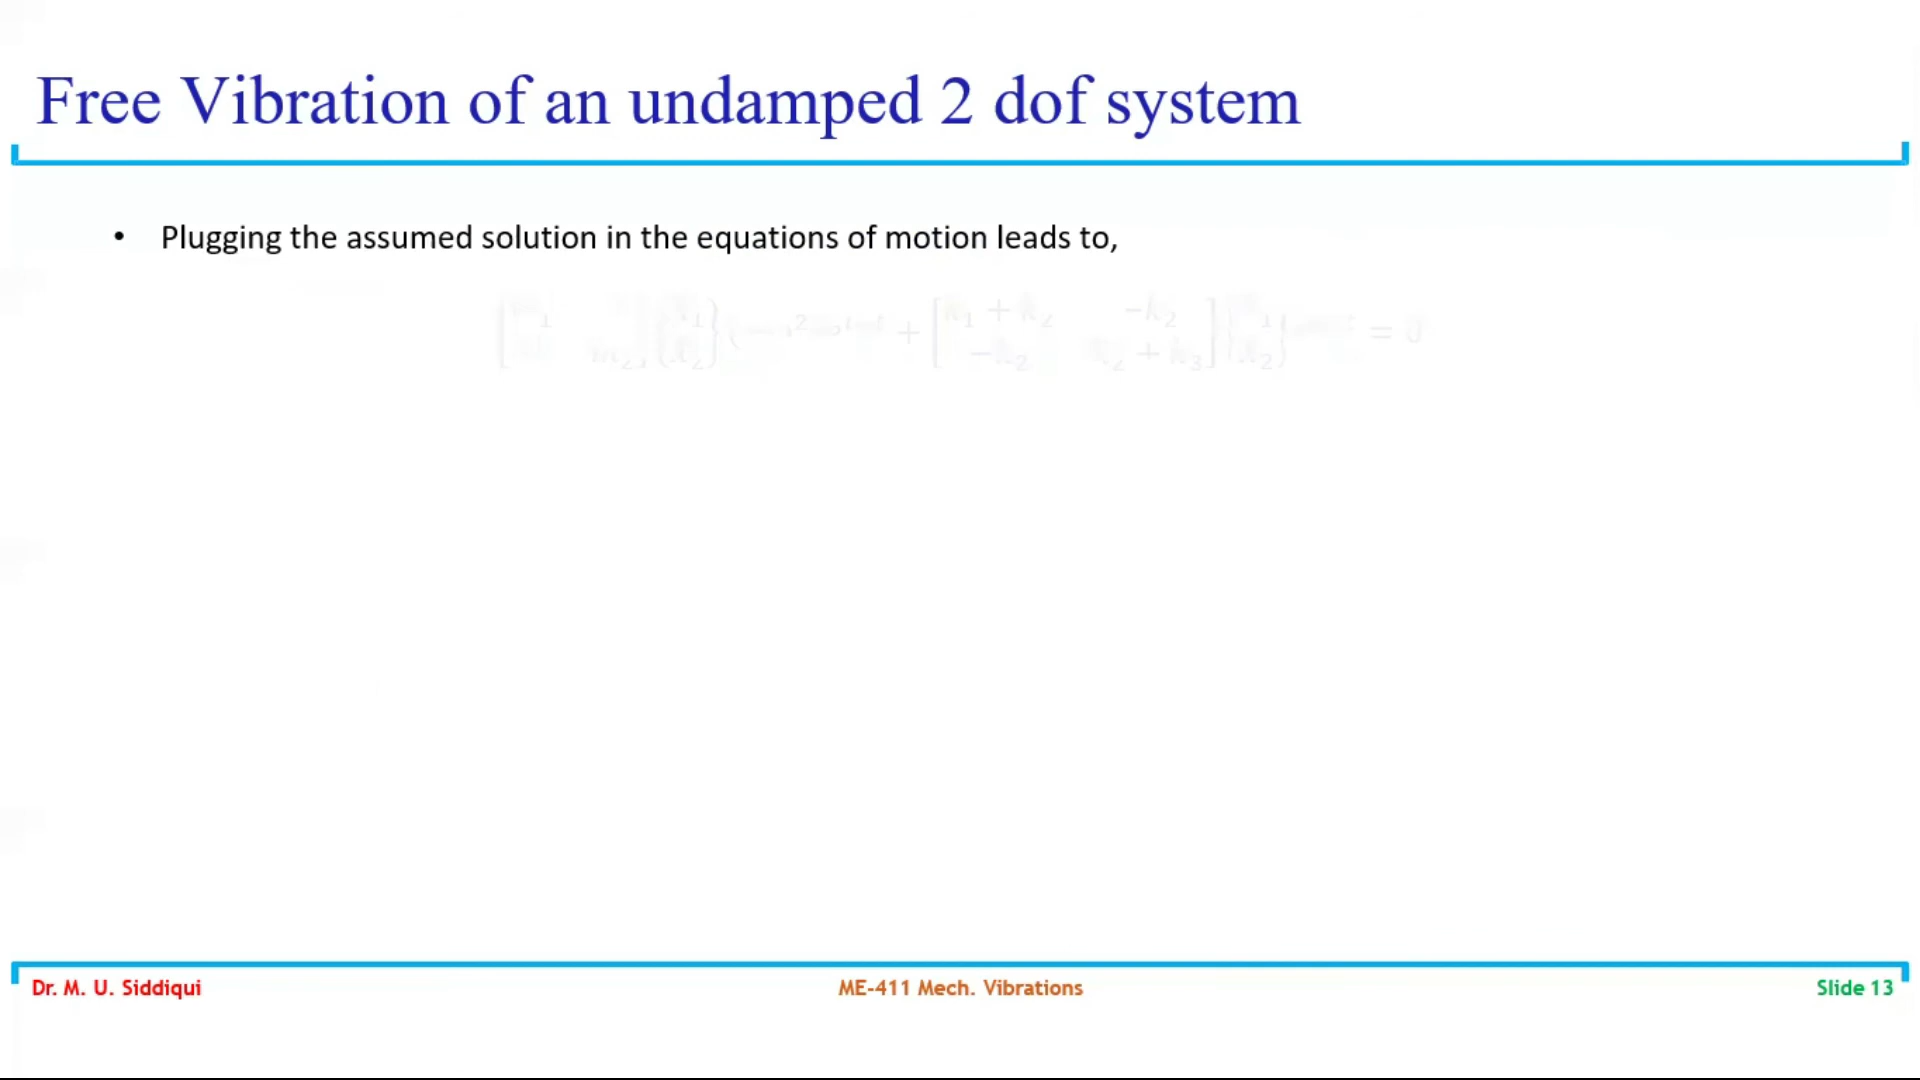 Free Vibration of an undamped 2 dof system
• Plugging the assumed solution in the equations of motion leads to,
Dr. M. U. Siddiqui
ME-411 Mech. Vibrations
Slide 13